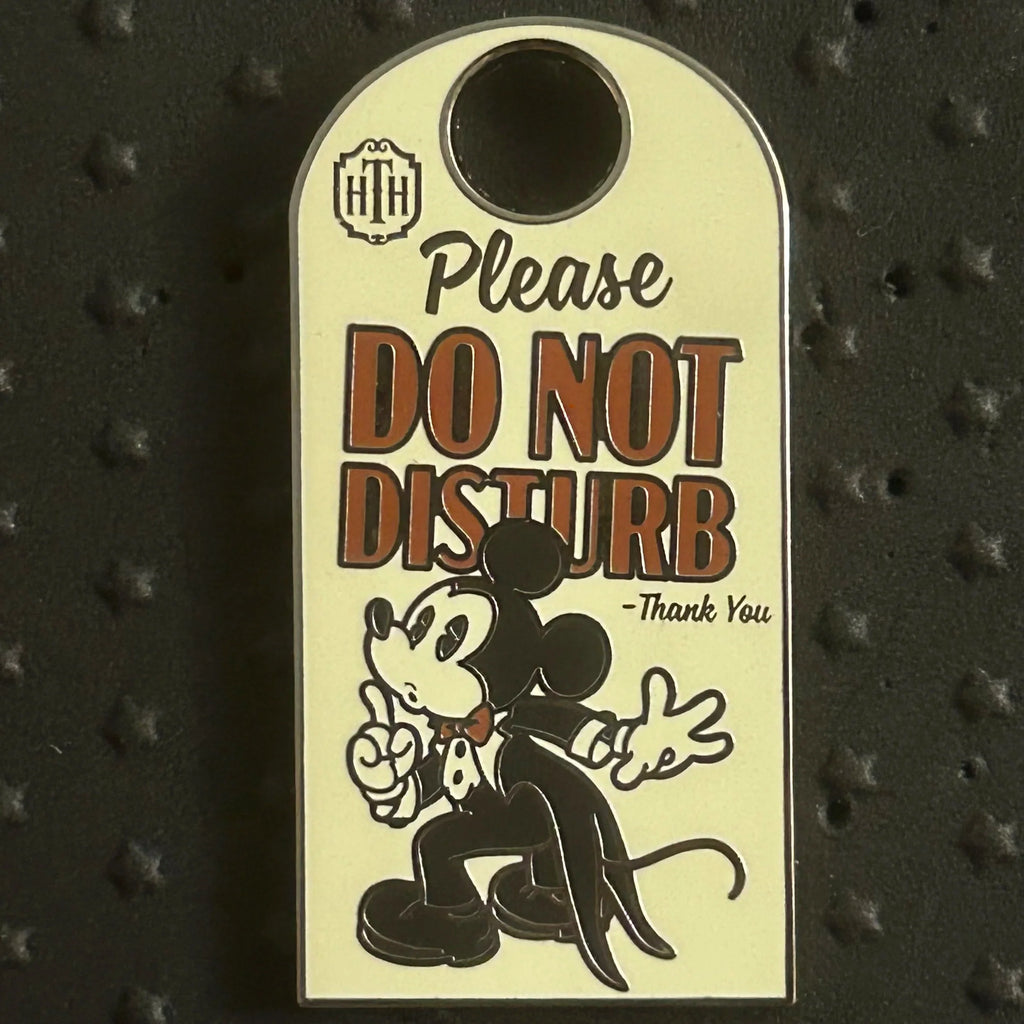 HTH
Please
DO NOT
DISTURB
-Thank You